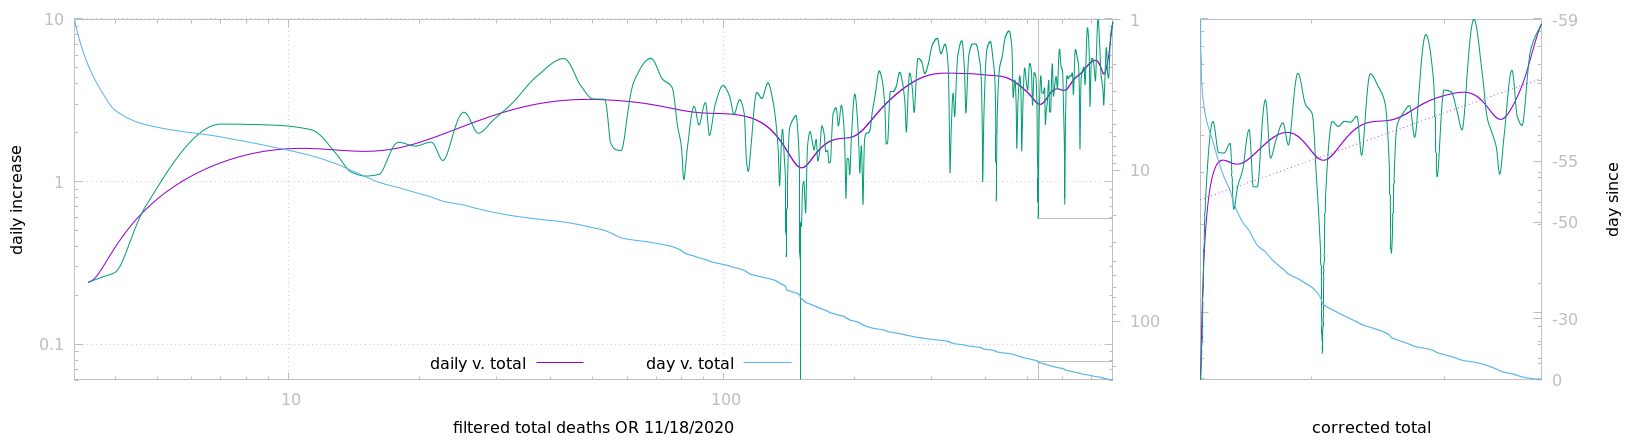 10
1
0.1
daily increase
10
100
filtered total deaths OR 11/18/2020
daily v. total
day v. total
1
10
100
-59
-55
-50
-30
0
day since
corrected total